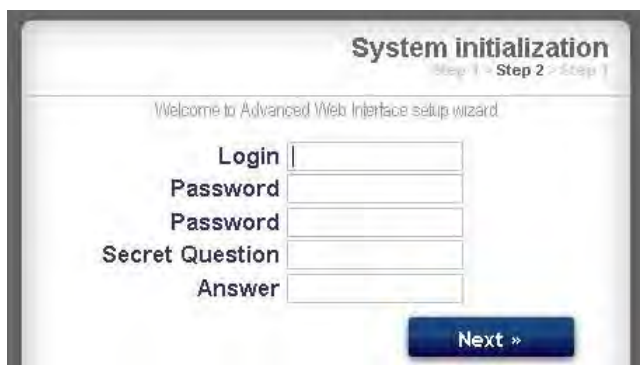 System initialization
Step 1 - Step 2 - Step 1
Welcome to Advanced Web Interface setup wizard
Login
Password
Password
Secret Question
Answer
Next »